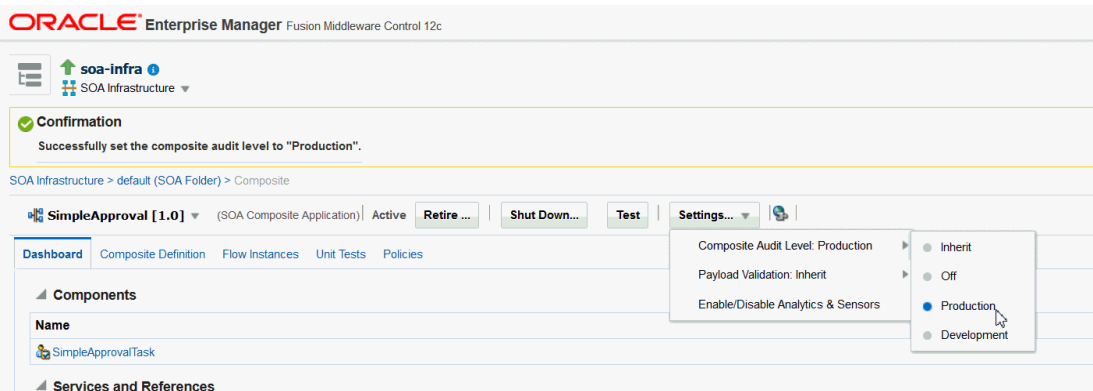 ORACLE Enterprise Manager Fusion Middleware Control 12c
soa-infra
SOA Infrastructure
Confirmation
Successfully set the composite audit level to "Production".
SOA Infrastructure > default (SOA Folder) > Composite
SimpleApproval [1.0] (SOA Composite Application) Active Retire ... Shut Down... Test Settings...
Composite Audit Level: Production
Payload Validation: Inherit
Enable/Disable Analytics & Sensors
Inherit
Off
Production
Development
Dashboard Composite Definition Flow Instances Unit Tests Policies
Components
Name
SimpleApprovalTask
Services and References